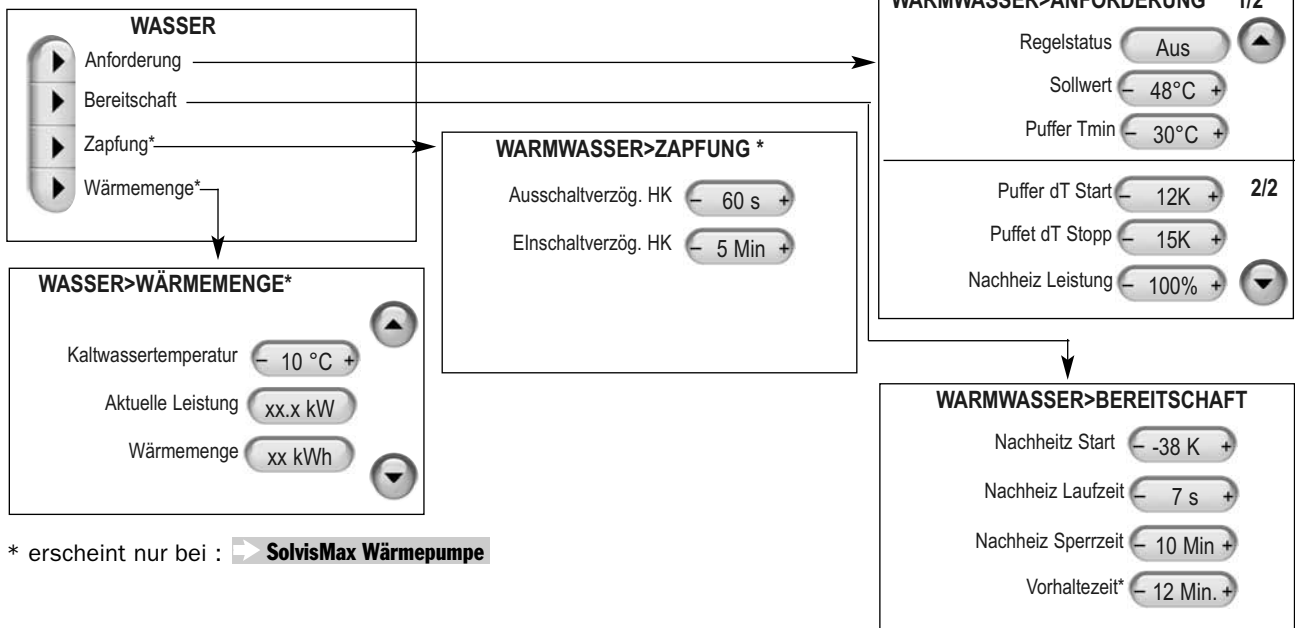 WASSER
Anforderung
Bereitschaft
Zapfung*
Wärmemenge*
WARMWASSER>ANFORDERUNG 1/2
Regelstatus Aus
Sollwert – 48°C +
Puffer Tmin – 30°C +
Puffer dT Start – 12K + 2/2
Puffet dT Stopp – 15K +
Nachheiz Leistung – 100% +
WARMWASSER>ZAPFUNG *
Ausschaltverzög. HK – 60 s +
EInschaltverzög. HK – 5 Min +
WASSER>WÄRMEMENGE*
Kaltwassertemperatur – 10 °C +
Aktuelle Leistung xx.x kW
Wärmemenge xx kWh
WARMWASSER>BEREITSCHAFT
Nachheitz Start – -38 K +
Nachheiz Laufzeit – 7 s +
Nachheiz Sperrzeit – 10 Min +
Vorhaltezeit* – 12 Min. +
* erscheint nur bei : SolvisMax Wärmepumpe